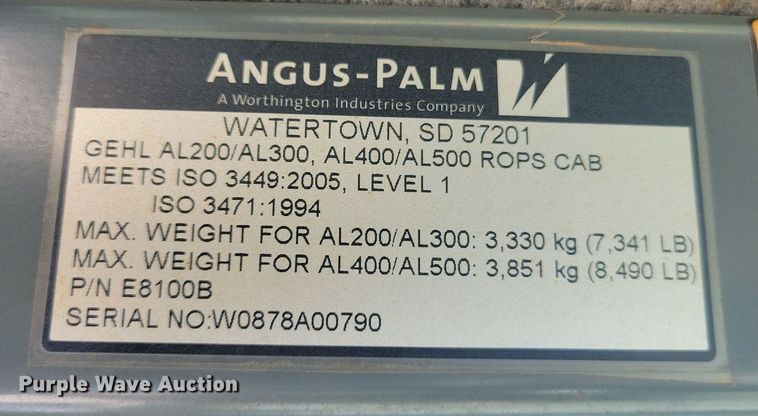 ANGUS-PALM
A Worthington Industries Company
WATERTOWN, SD 57201
GEHL AL200/AL300, AL400/AL500 ROPS CAB
MEETS ISO 3449:2005, LEVEL 1
ISO 3471:1994
MAX. WEIGHT FOR AL200/AL300: 3,330 kg (7,341 LB)
MAX. WEIGHT FOR AL400/AL500: 3,851 kg (8,490 LB)
P/N E8100B
SERIAL NO:W0878A00790
Purple Wave Auction